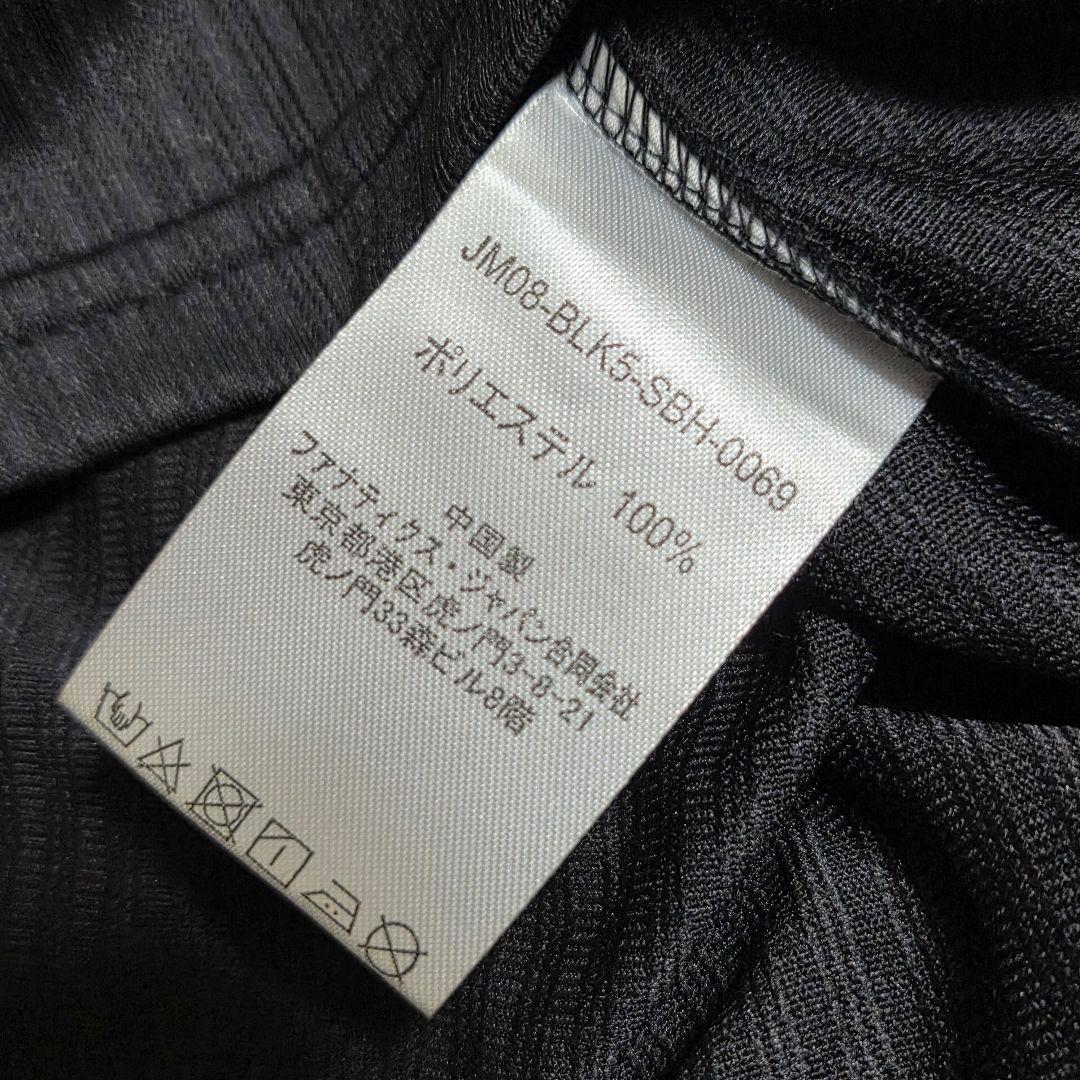 JM08-BLK5-SBH-0069
ポリエステル 100%
中国製
ファナティクス・ジャパン合同会社
東京都港区虎ノ門3-8-21
虎ノ門33森ビル8階